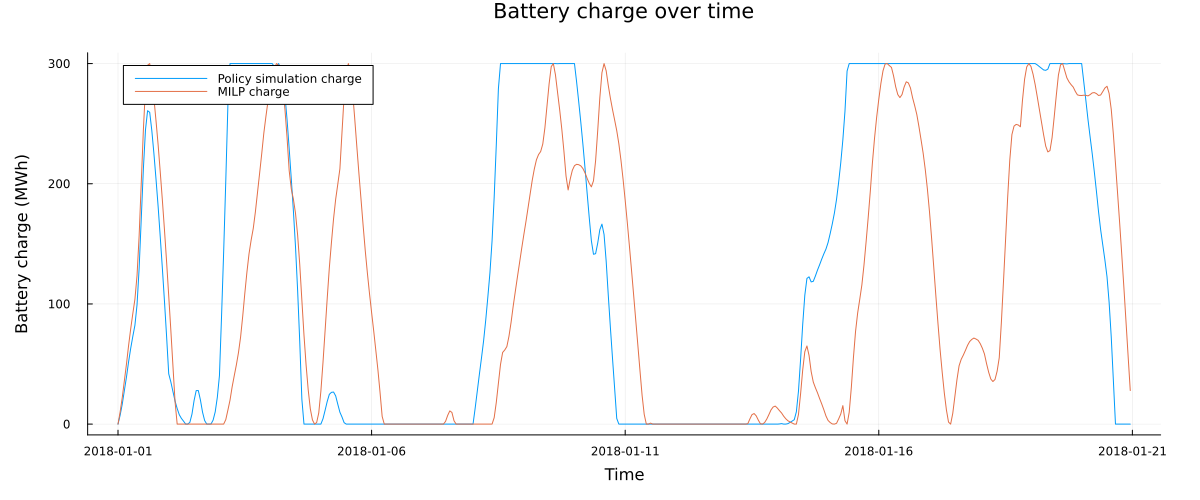 Battery charge over time
300
200
100
0
Battery charge (MWh)
Policy simulation charge
MILP charge
2018-01-01
2018-01-06
2018-01-11
2018-01-16
2018-01-21
Time